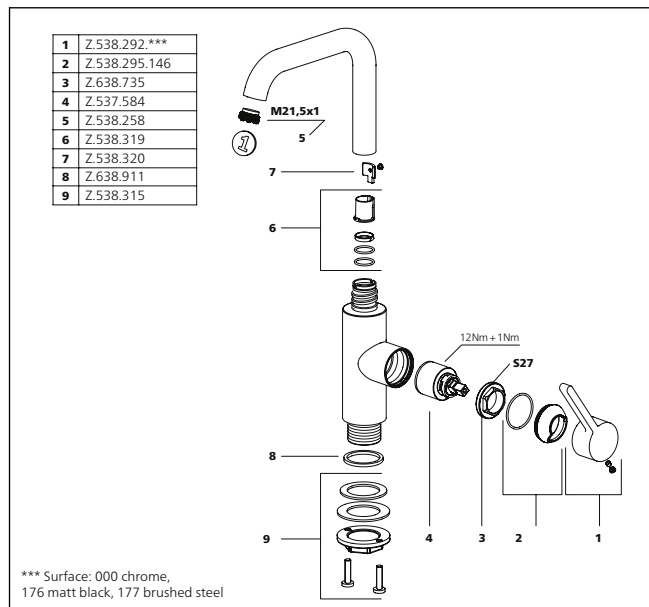 1 Z.538.292.***
2 Z.538.295.146
3 Z.638.735
4 Z.537.584
5 Z.538.258
6 Z.538.319
7 Z.538.320
8 Z.638.911
9 Z.538.315
M21,5x1
5
1
7
6
12Nm + 1Nm
S27
8
9
4
3
2
1
*** Surface: 000 chrome,
176 matt black, 177 brushed steel